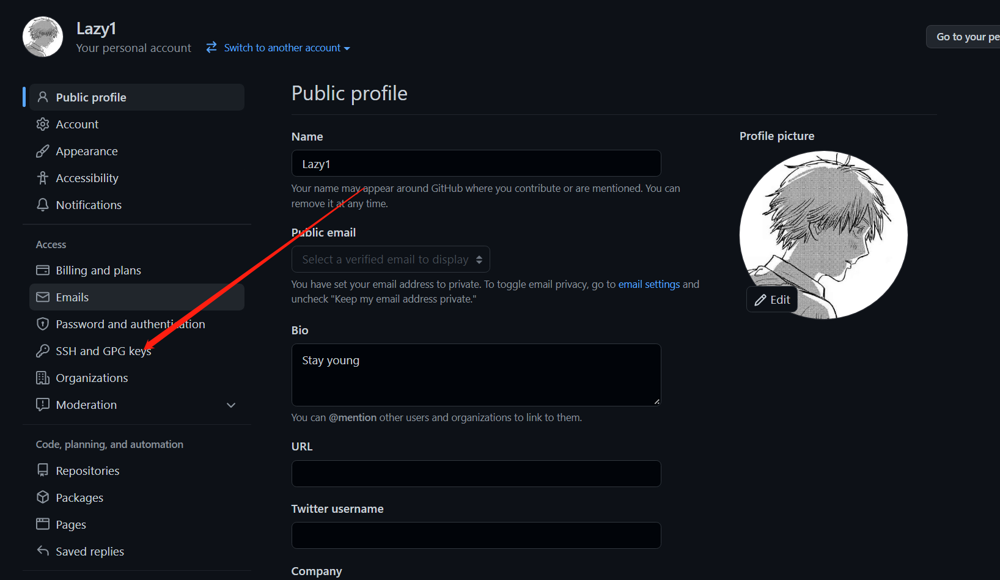 Lazy1
Your personal account
Switch to another account
Go to your pe
Public profile
Account
Appearance
Accessibility
Notifications
Access
Billing and plans
Emails
Password and authentication
SSH and GPG keys
Organizations
Moderation
Code, planning, and automation
Repositories
Packages
Pages
Saved replies
Public profile
Name
Lazy1
Your name may appear around GitHub where you contribute or are mentioned. You can
remove it at any time.
Public email
Select a verified email to display
You have set your email address to private. To toggle email privacy, go to email settings and
uncheck "Keep my email address private."
Bio
Stay young
You can @mention other users and organizations to link to them.
URL
Twitter username
Company
Profile picture
Edit